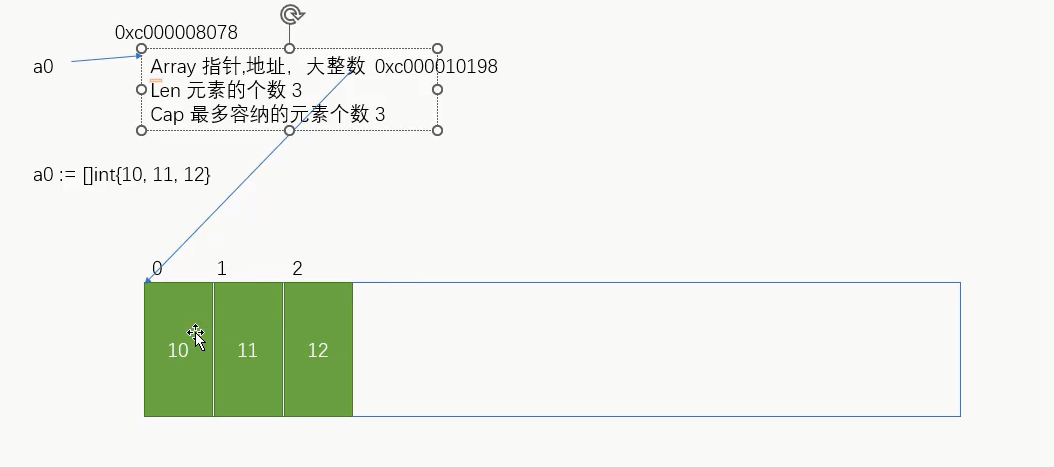 0xc000008078
a0
Array 指针,地址，大整数 0xc000010198
Len 元素的个数 3
Cap 最多容纳的元素个数 3
a0 := []int{10, 11, 12}
0 1 2
10 11 12